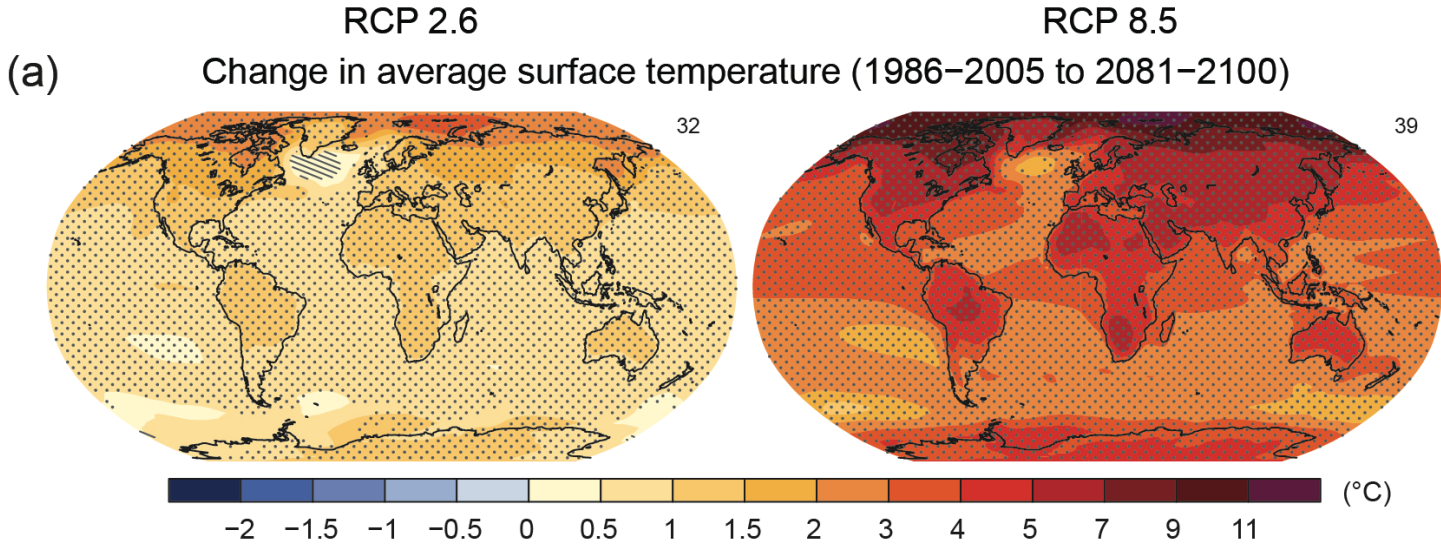 RCP 2.6 RCP 8.5
(a) Change in average surface temperature (1986−2005 to 2081−2100)
32 39
−2 −1.5 −1 −0.5 0 0.5 1 1.5 2 3 4 5 7 9 11 (°C)